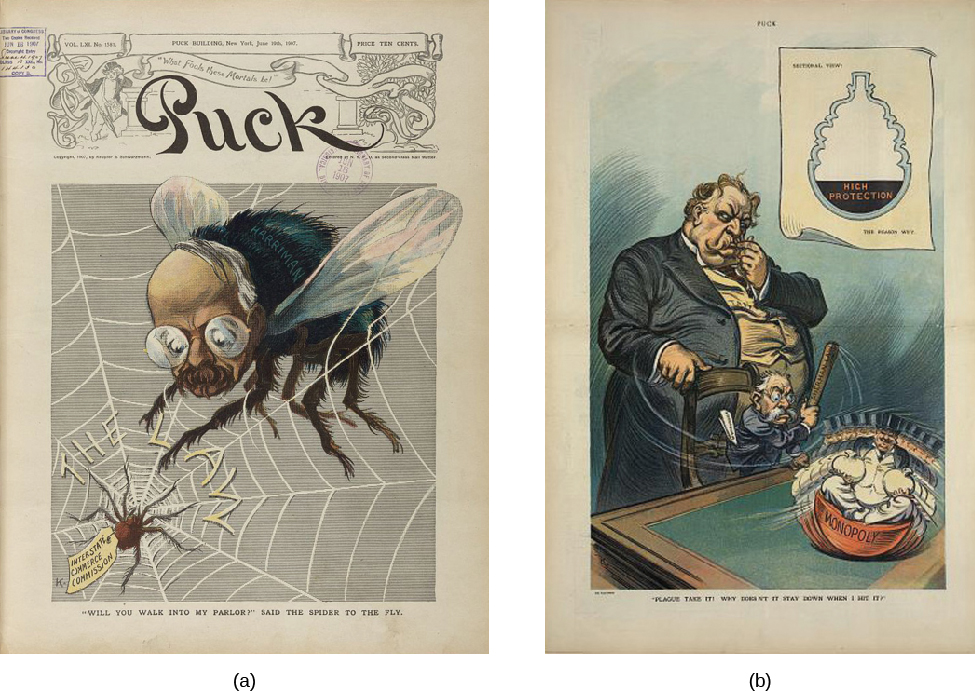 VOL. LXI. No. 1581.
PUCK BUILDING, New York, June 19th, 1907.
PRICE TEN CENTS.
"What Fools these Mortals be!"
Puck
1907
HARRIMAN
THE LAW
INTERSTATE
COMMERCE
COMMISSION
"WILL YOU WALK INTO MY PARLOR?" SAID THE SPIDER TO THE FLY.
(a)
PUCK
SECTIONAL VIEW:
HIGH
PROTECTION
THE REASON WHY.
MONOPOLY
"PLAGUE TAKE IT! WHY DOESN'T IT STAY DOWN WHEN I HIT IT?"
(b)